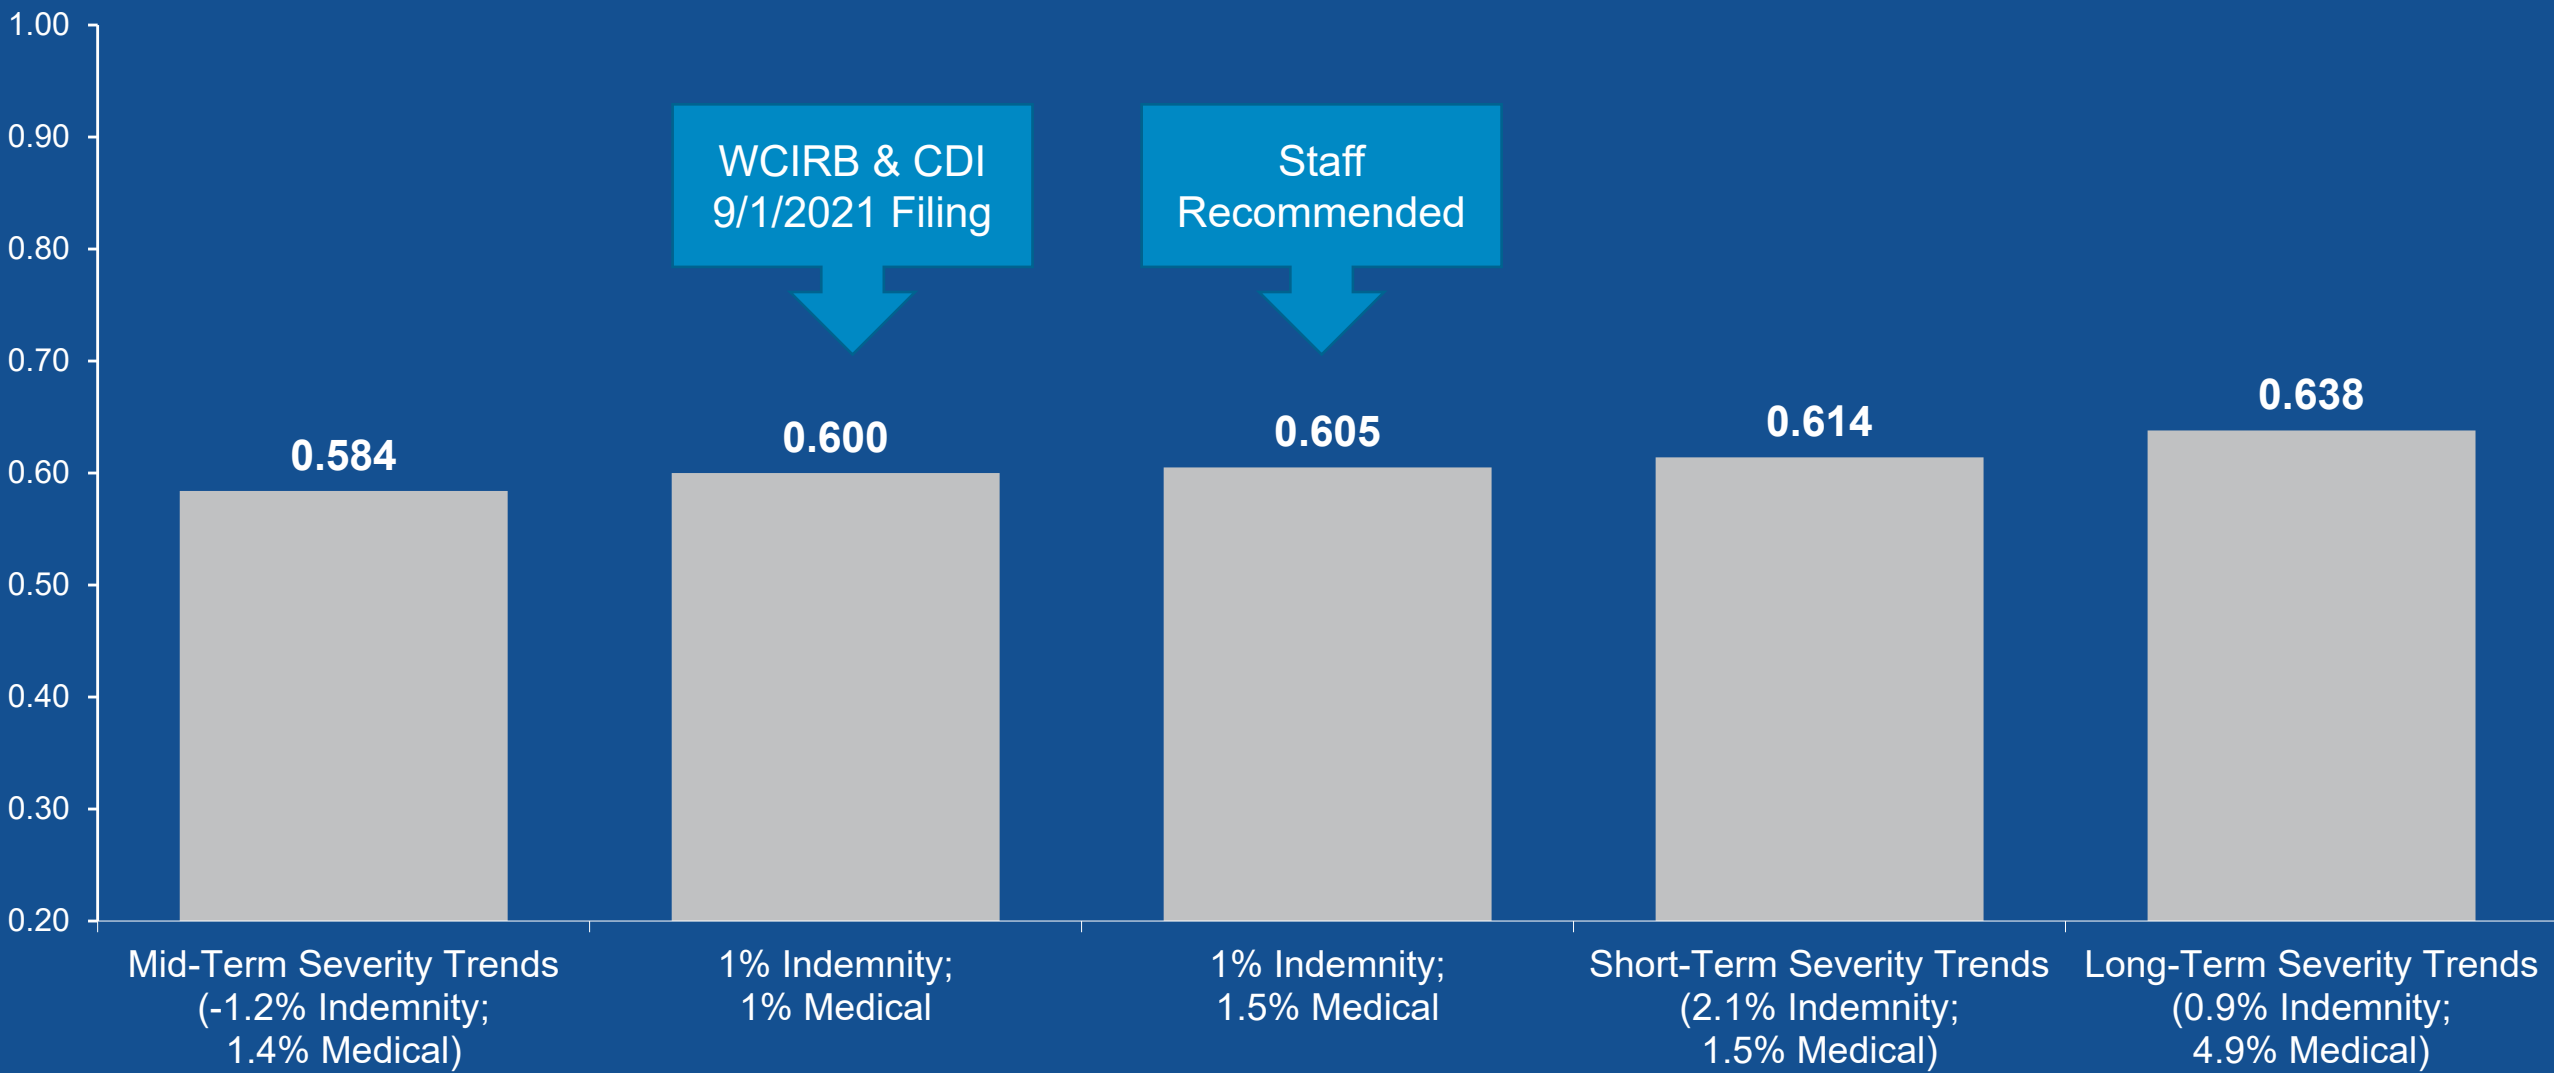 1.00
0.90
0.80
0.70
0.60
0.50
0.40
0.30
0.20
WCIRB & CDI
9/1/2021 Filing
Staff
Recommended
0.584
0.600
0.605
0.614
0.638
Mid-Term Severity Trends
(-1.2% Indemnity;
1.4% Medical)
1% Indemnity;
1% Medical
1% Indemnity;
1.5% Medical
Short-Term Severity Trends
(2.1% Indemnity;
1.5% Medical)
Long-Term Severity Trends
(0.9% Indemnity;
4.9% Medical)